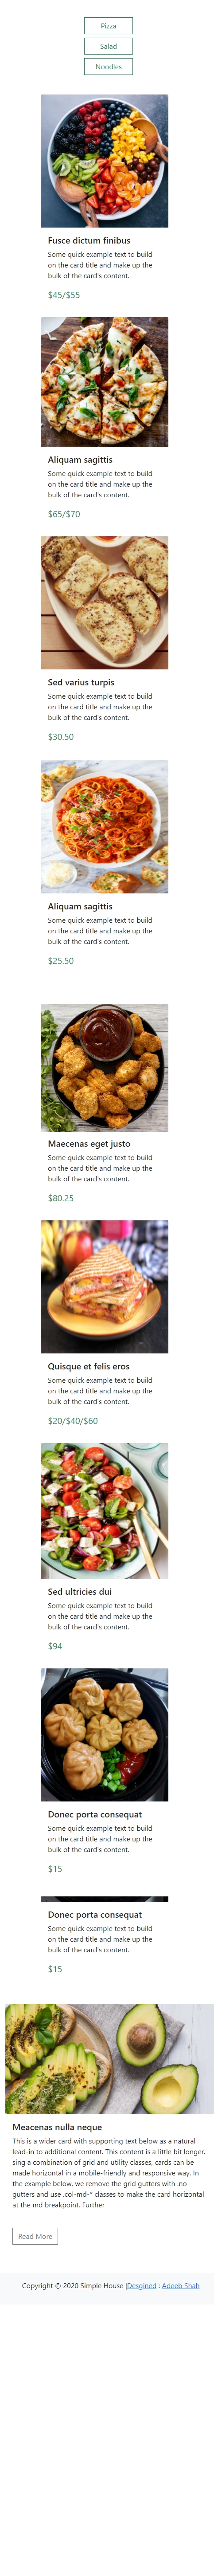 Pizza
Salad
Noodles
Fusce dictum finibus
Some quick example text to build
on the card title and make up the
bulk of the card's content.
$45/$55
Aliquam sagittis
Some quick example text to build
on the card title and make up the
bulk of the card's content.
$65/$70
Sed varius turpis
Some quick example text to build
on the card title and make up the
bulk of the card's content.
$30.50
Aliquam sagittis
Some quick example text to build
on the card title and make up the
bulk of the card's content.
$25.50
Maecenas eget justo
Some quick example text to build
on the card title and make up the
bulk of the card's content.
$80.25
Quisque et felis eros
Some quick example text to build
on the card title and make up the
bulk of the card's content.
$20/$40/$60
Sed ultricies dui
Some quick example text to build
on the card title and make up the
bulk of the card's content.
$94
Donec porta consequat
Some quick example text to build
on the card title and make up the
bulk of the card's content.
$15
Donec porta consequat
Some quick example text to build
on the card title and make up the
bulk of the card's content.
$15
Meacenas nulla neque
This is a wider card with supporting text below as a natural
lead-in to additional content. This content is a little bit longer.
sing a combination of grid and utility classes, cards can be
made horizontal in a mobile-friendly and responsive way. In
the example below, we remove the grid gutters with .no-
gutters and use .col-md-* classes to make the card horizontal
at the md breakpoint. Further
Read More
Copyright © 2020 Simple House |Desgined : Adeeb Shah